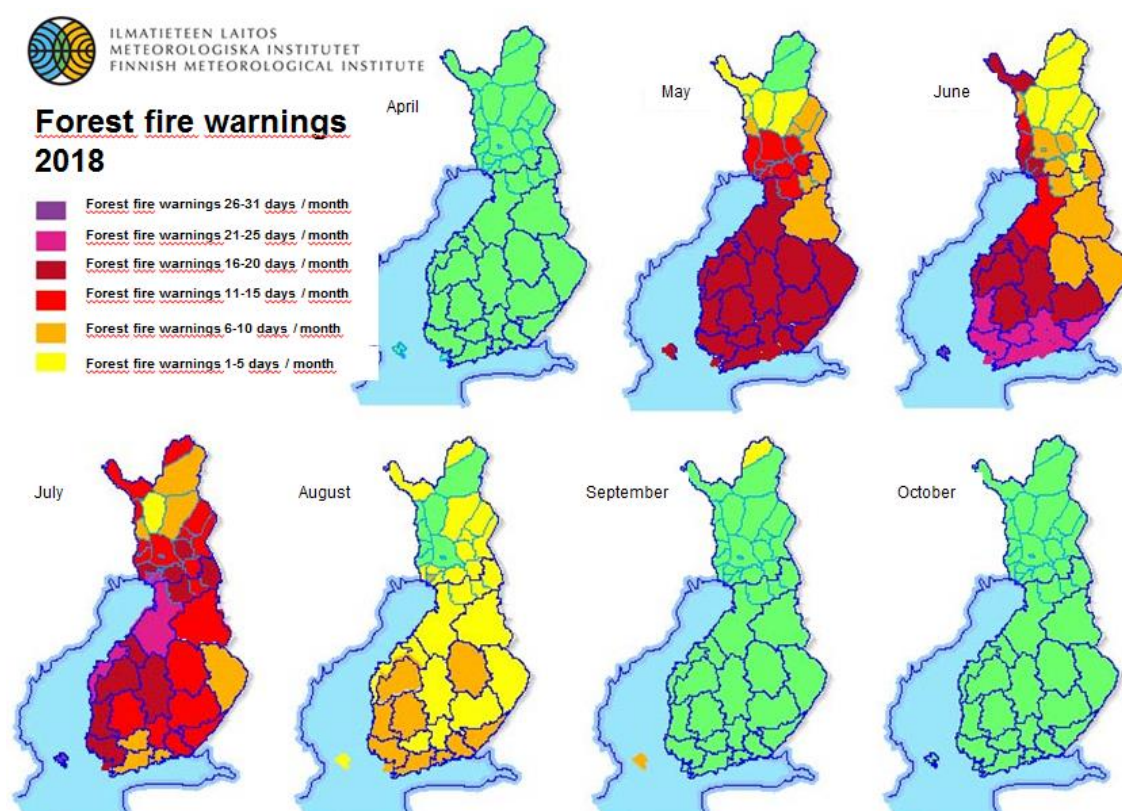 ILMATIETEEN LAITOS
METEOROLOGISKA INSTITUTET
FINNISH METEOROLOGICAL INSTITUTE
Forest fire warnings
2018
Forest fire warnings 26-31 days / month
Forest fire warnings 21-25 days / month
Forest fire warnings 16-20 days / month
Forest fire warnings 11-15 days / month
Forest fire warnings 6-10 days / month
Forest fire warnings 1-5 days / month
April
May
June
July
August
September
October